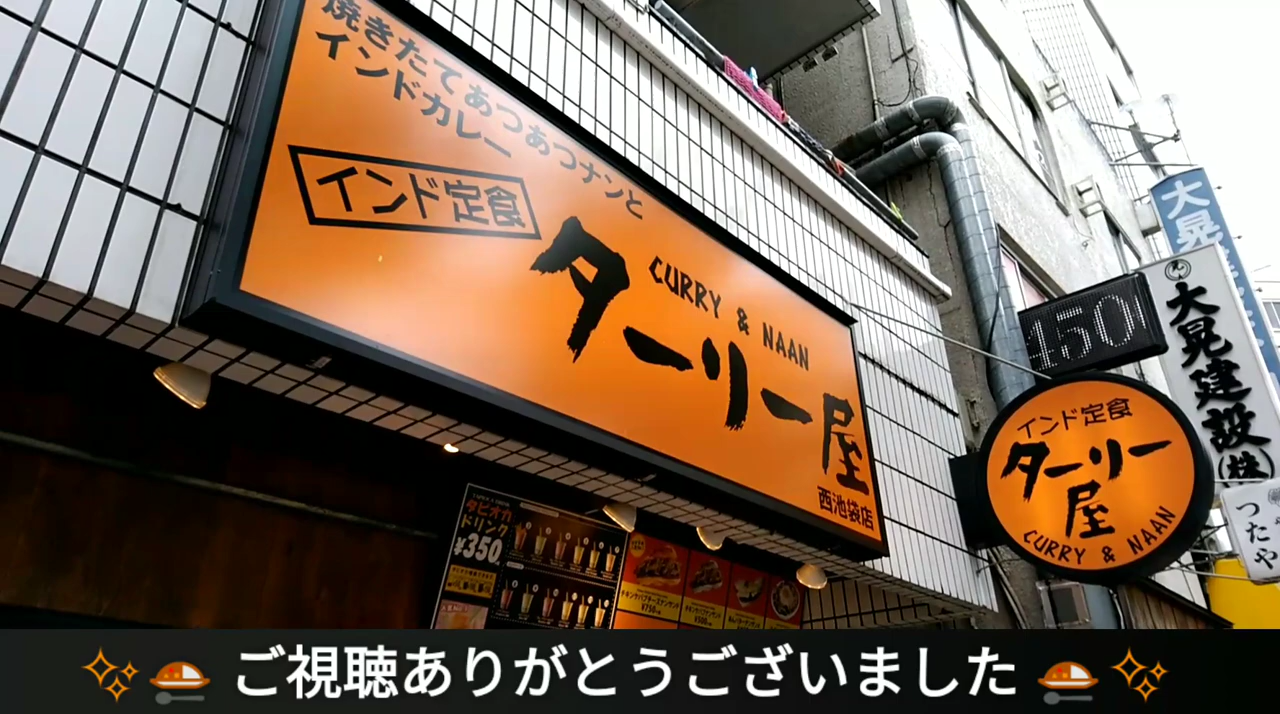 焼きたてあつあつナンと
インドカレー
インド定食
CURRY & NAAN
ターリー屋
西池袋店
大晃
450
大晃建設(株)
インド定食
ターリー
屋
CURRY & NAAN
つたや
タピオカ
ドリンク
¥350
ご視聴ありがとうございました